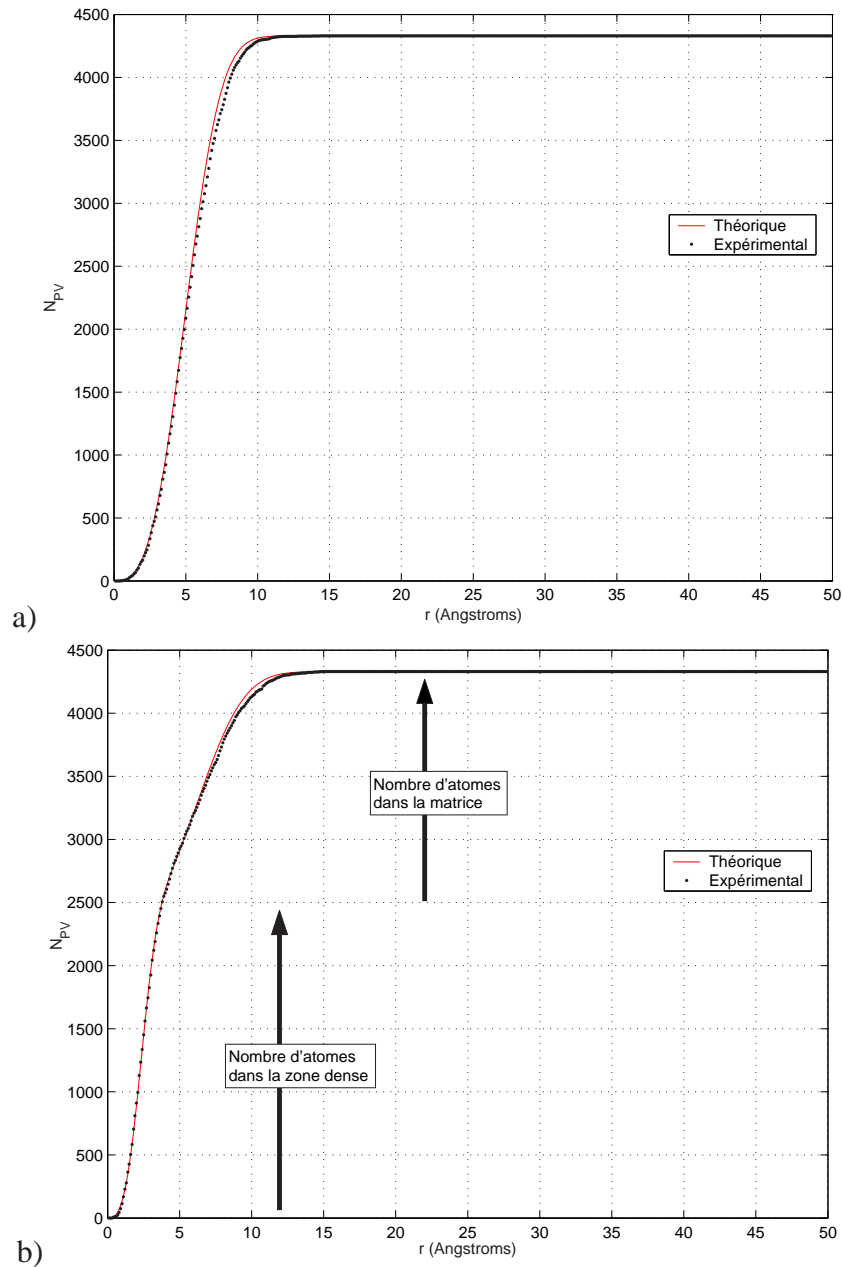 4500
4000
3500
3000
2500
2000
1500
1000
500
0
N_PV
Théorique
Expérimental
0 5 10 15 20 25 30 35 40 45 50
r (Angstroms)
a)
4500
4000
3500
3000
2500
2000
1500
1000
500
0
N_PV
Nombre d'atomes
dans la matrice
Théorique
Expérimental
Nombre d'atomes
dans la zone dense
0 5 10 15 20 25 30 35 40 45 50
r (Angstroms)
b)